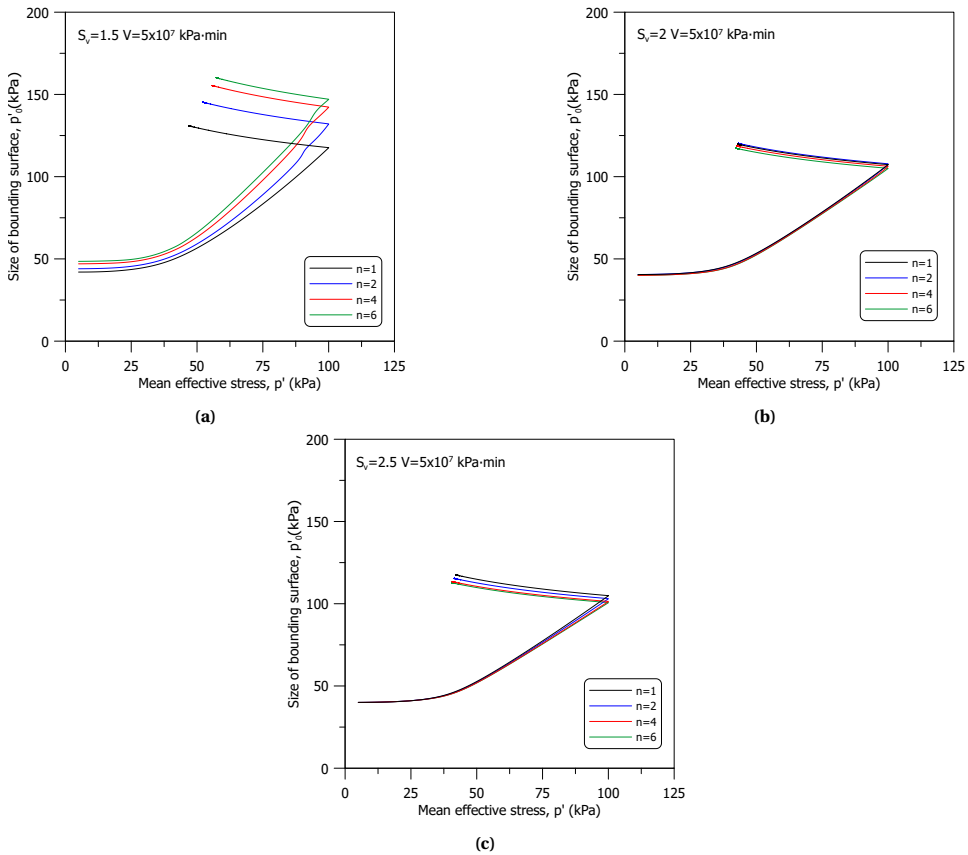 200
150
100
50
0
Size of bounding surface, p'₀(kPa)
Sᵥ=1.5 V=5x10⁷ kPa·min
n=1
n=2
n=4
n=6
0 25 50 75 100 125
Mean effective stress, p' (kPa)
(a)
200
150
100
50
0
Size of bounding surface, p'₀(kPa)
Sᵥ=2 V=5x10⁷ kPa·min
n=1
n=2
n=4
n=6
0 25 50 75 100 125
Mean effective stress, p' (kPa)
(b)
200
150
100
50
0
Size of bounding surface, p'₀(kPa)
Sᵥ=2.5 V=5x10⁷ kPa·min
n=1
n=2
n=4
n=6
0 25 50 75 100 125
Mean effective stress, p' (kPa)
(c)